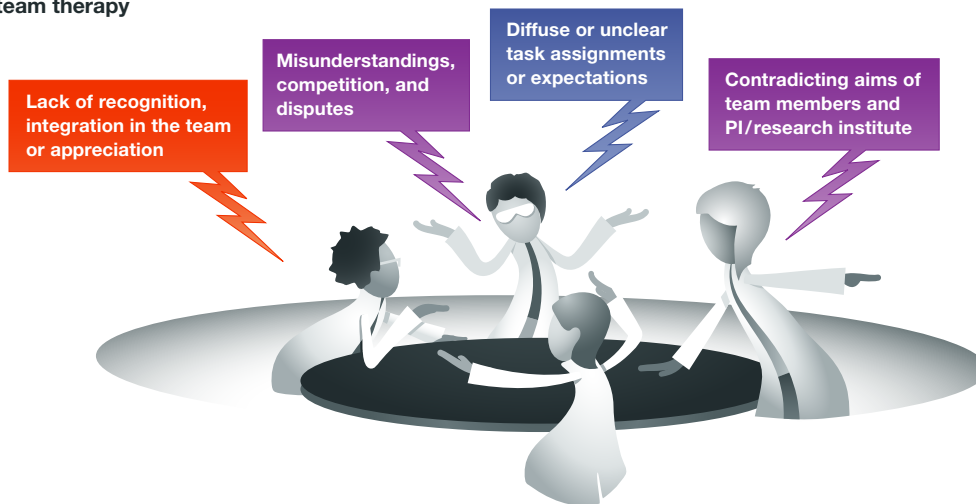 team therapy
Lack of recognition,
integration in the team
or appreciation
Misunderstandings,
competition, and
disputes
Diffuse or unclear
task assignments
or expectations
Contradicting aims of
team members and
PI/research institute